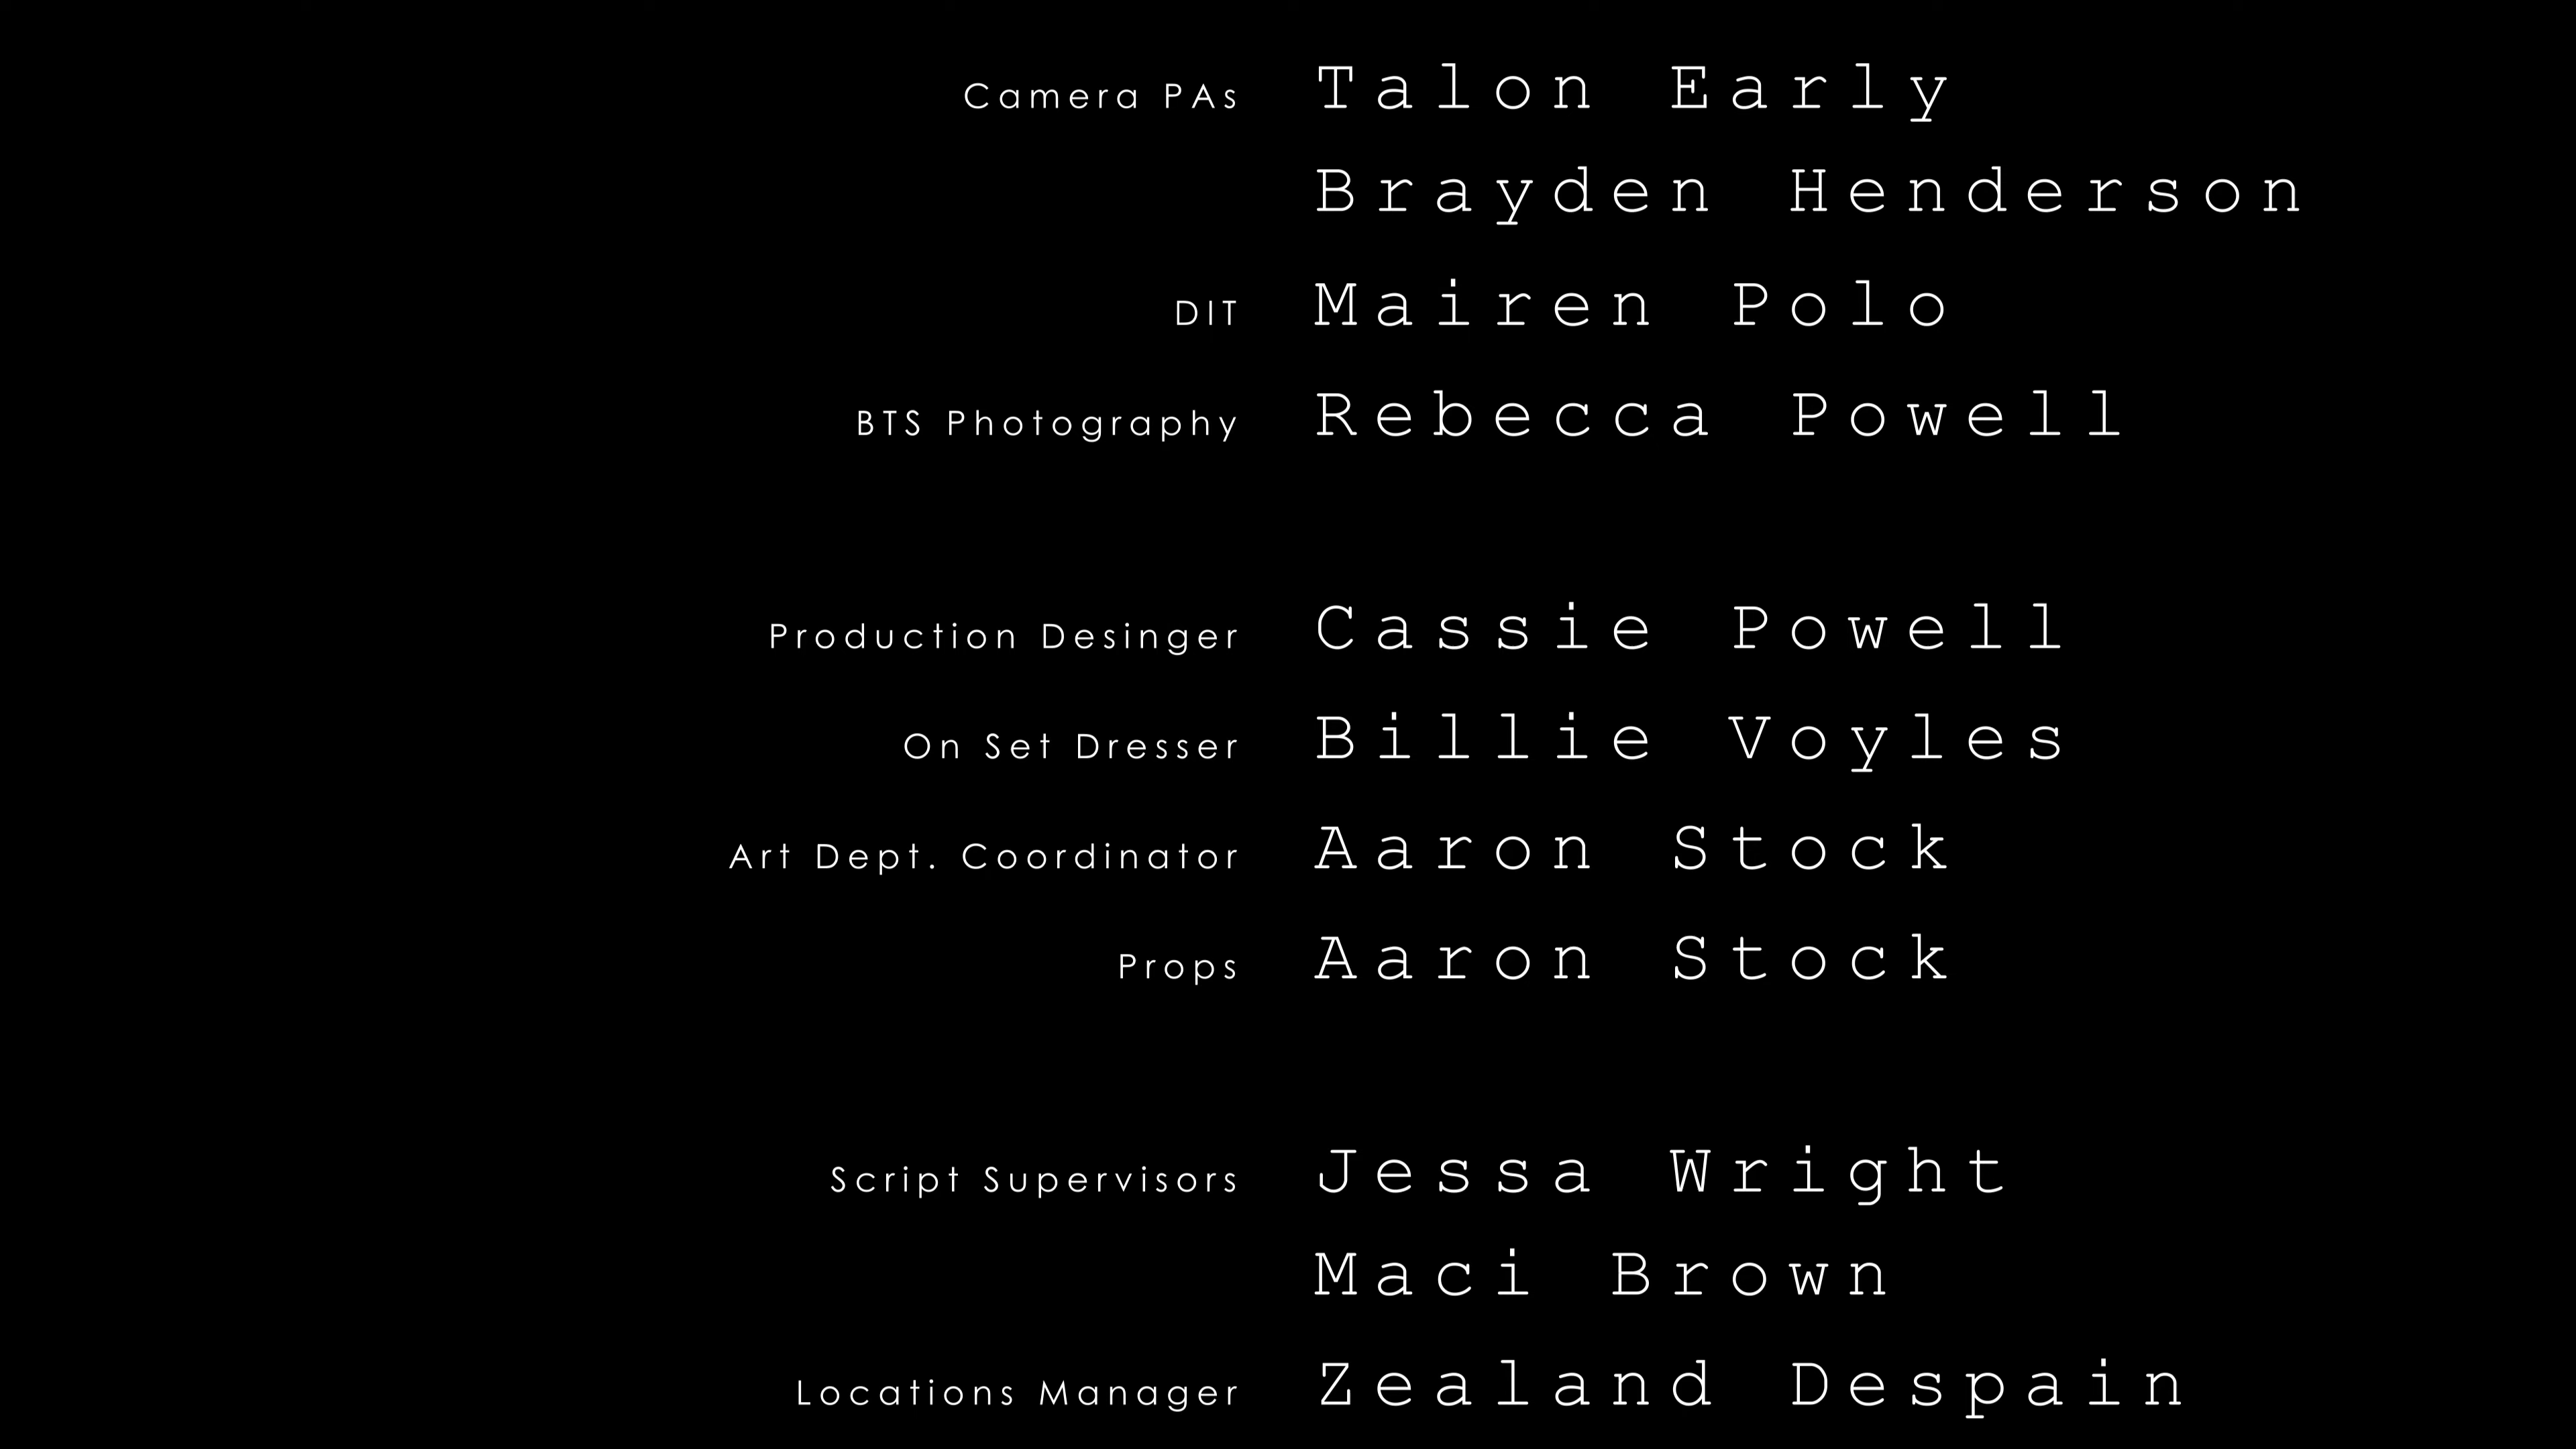 Camera PAs Talon Early
Brayden Henderson
DIT Mairen Polo
BTS Photography Rebecca Powell
Production Desinger Cassie Powell
On Set Dresser Billie Voyles
Art Dept. Coordinator Aaron Stock
Props Aaron Stock
Script Supervisors Jessa Wright
Maci Brown
Locations Manager Zealand Despain